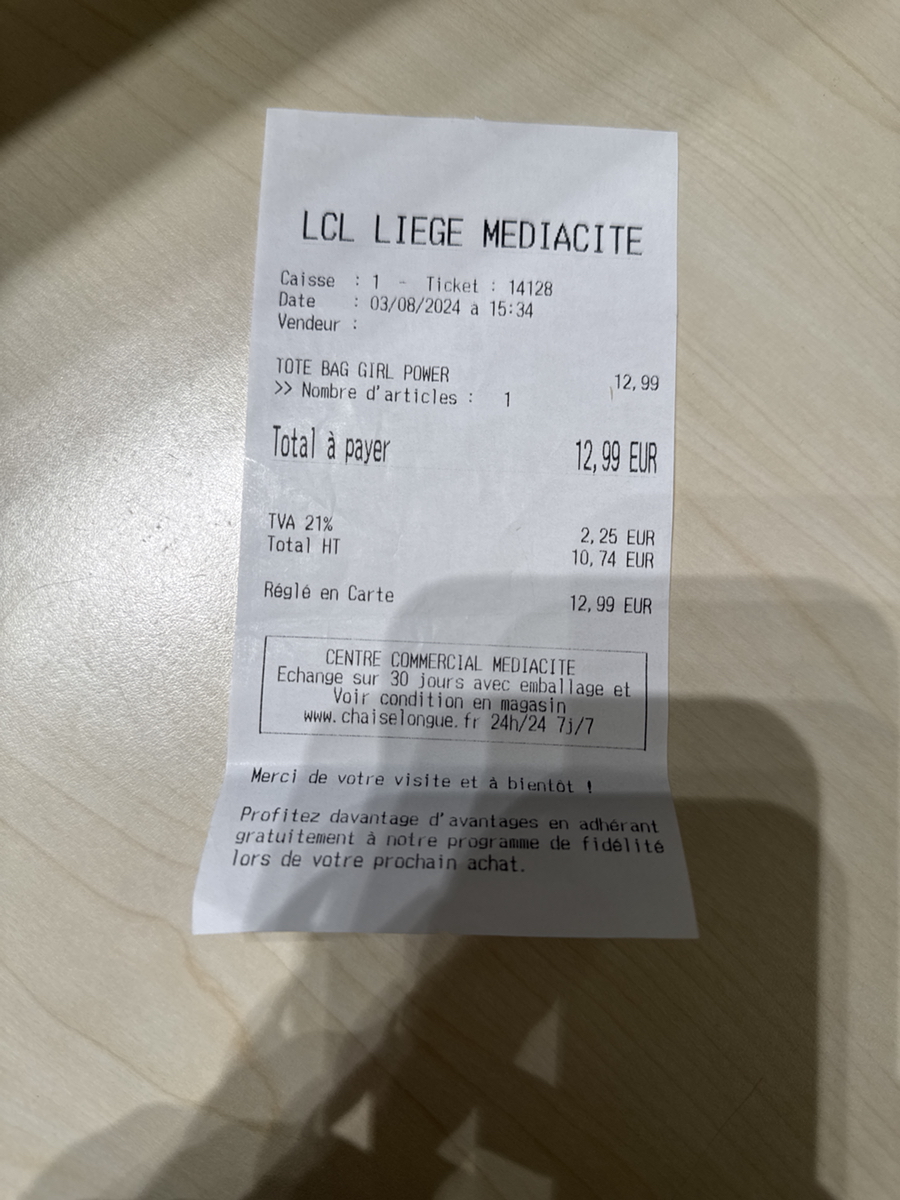 LCL LIEGE MEDIACITE
Caisse : 1 - Ticket : 14128
Date : 03/08/2024 a 15:34
Vendeur :
TOTE BAG GIRL POWER 12,99
>> Nombre d'articles : 1
Total à payer 12,99 EUR
TVA 21% 2,25 EUR
Total HT 10,74 EUR
Réglé en Carte 12,99 EUR
CENTRE COMMERCIAL MEDIACITE
Echange sur 30 jours avec emballage et
Voir condition en magasin
www.chaiselongue.fr 24h/24 7j/7
Merci de votre visite et à bientôt !
Profitez davantage d'avantages en adhérant
gratuitement à notre programme de fidélité
lors de votre prochain achat.